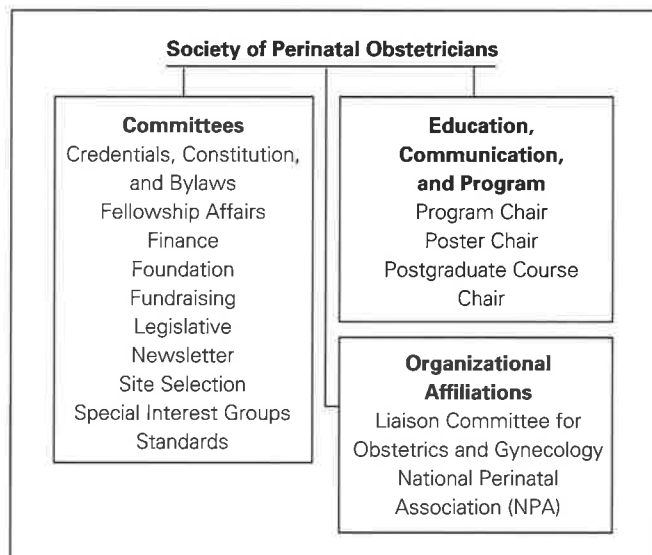 Society of Perinatal Obstetricians
Committees
Credentials, Constitution,
and Bylaws
Fellowship Affairs
Finance
Foundation
Fundraising
Legislative
Newsletter
Site Selection
Special Interest Groups
Standards
Education,
Communication,
and Program
Program Chair
Poster Chair
Postgraduate Course
Chair
Organizational
Affiliations
Liaison Committee for
Obstetrics and Gynecology
National Perinatal
Association (NPA)